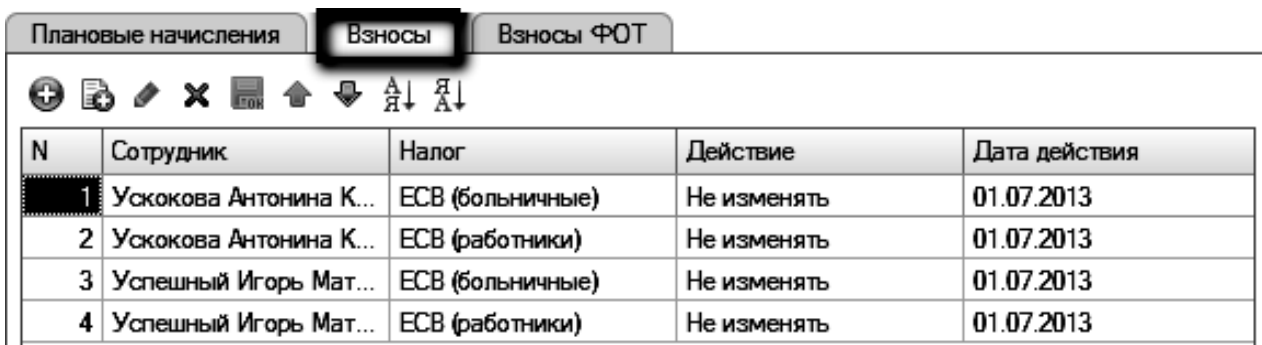 Плановые начисления Взносы Взносы ФОТ
N Сотрудник Налог Действие Дата действия
1 Ускокова Антонина К... ЕСВ (больничные) Не изменять 01.07.2013
2 Ускокова Антонина К... ЕСВ (работники) Не изменять 01.07.2013
3 Успешный Игорь Мат... ЕСВ (больничные) Не изменять 01.07.2013
4 Успешный Игорь Мат... ЕСВ (работники) Не изменять 01.07.2013